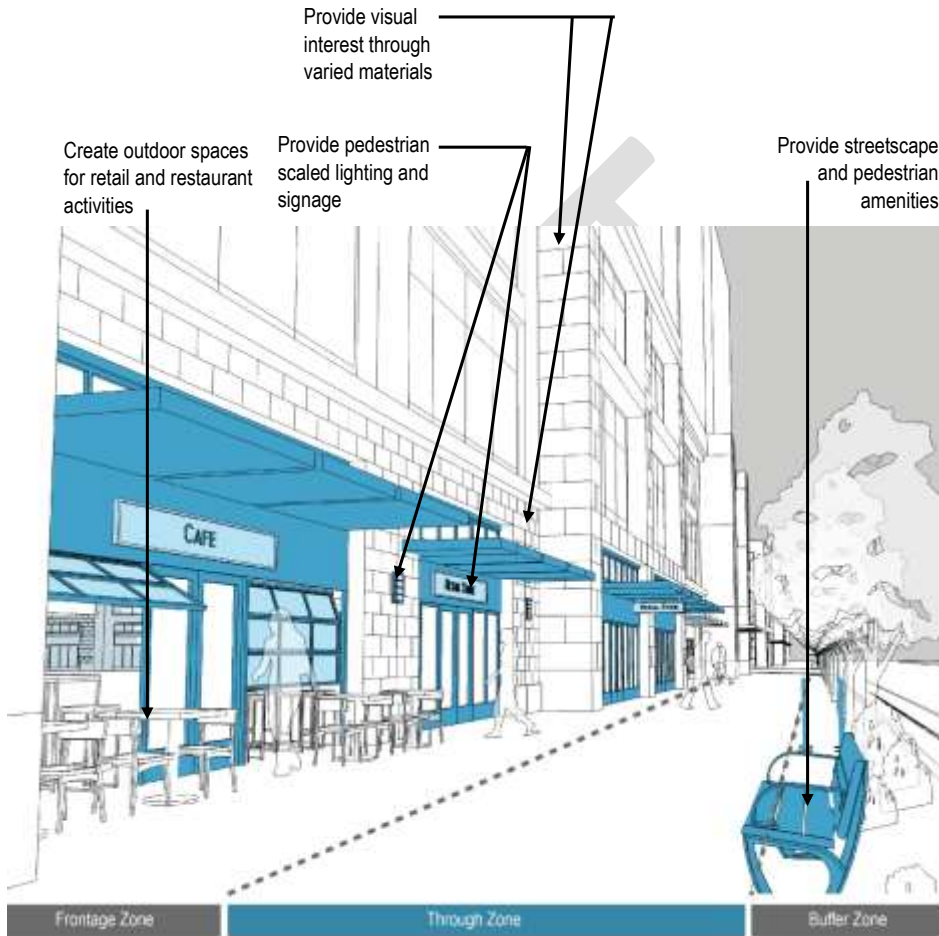 Provide visual
interest through
varied materials
Create outdoor spaces
for retail and restaurant
activities
Provide pedestrian
scaled lighting and
signage
Provide streetscape
and pedestrian
amenities
CAFE
Frontage Zone
Through Zone
Buffer Zone